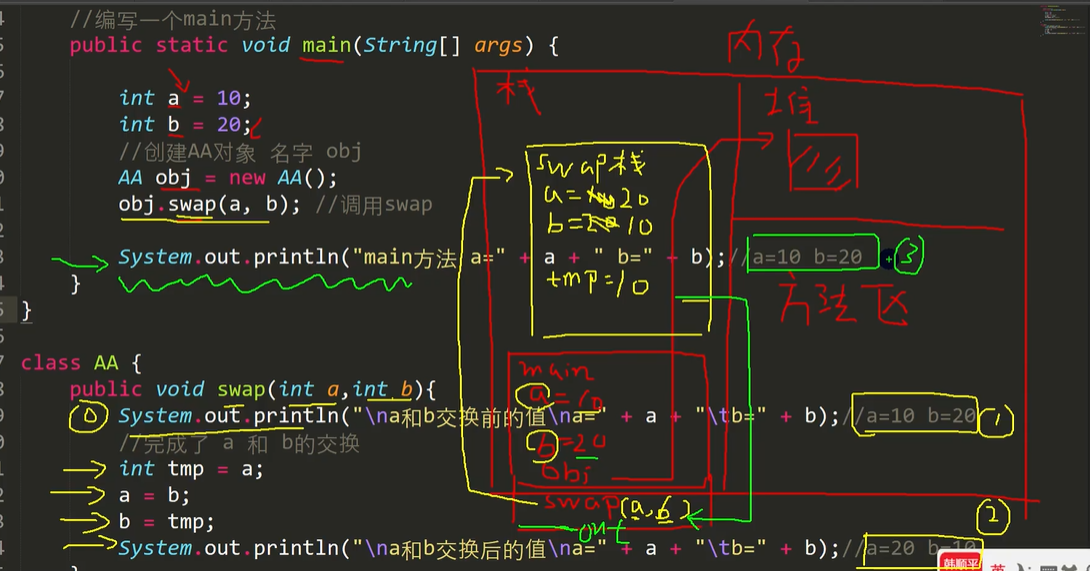 //编写一个main方法
public static void main(String[] args) {
内存
栈
堆
int a = 10;
int b = 20;
//创建AA对象 名字 obj
AA obj = new AA();
obj.swap(a, b); //调用swap
swap栈
a= 20
b= 10
tmp=10
System.out.println("main方法 a=" + a + " b=" + b);//a=10 b=20
③
}
方法区
}
class AA {
main
a=10
b=20
obj
swap(a,b)
out
public void swap(int a,int b){
System.out.println("\na和b交换前的值\na=" + a + "\tb=" + b);//a=10 b=20
①
//完成了 a 和 b的交换
int tmp = a;
a = b;
b = tmp;
②
System.out.println("\na和b交换后的值\na=" + a + "\tb=" + b);//a=20 b=10
韩顺平
英